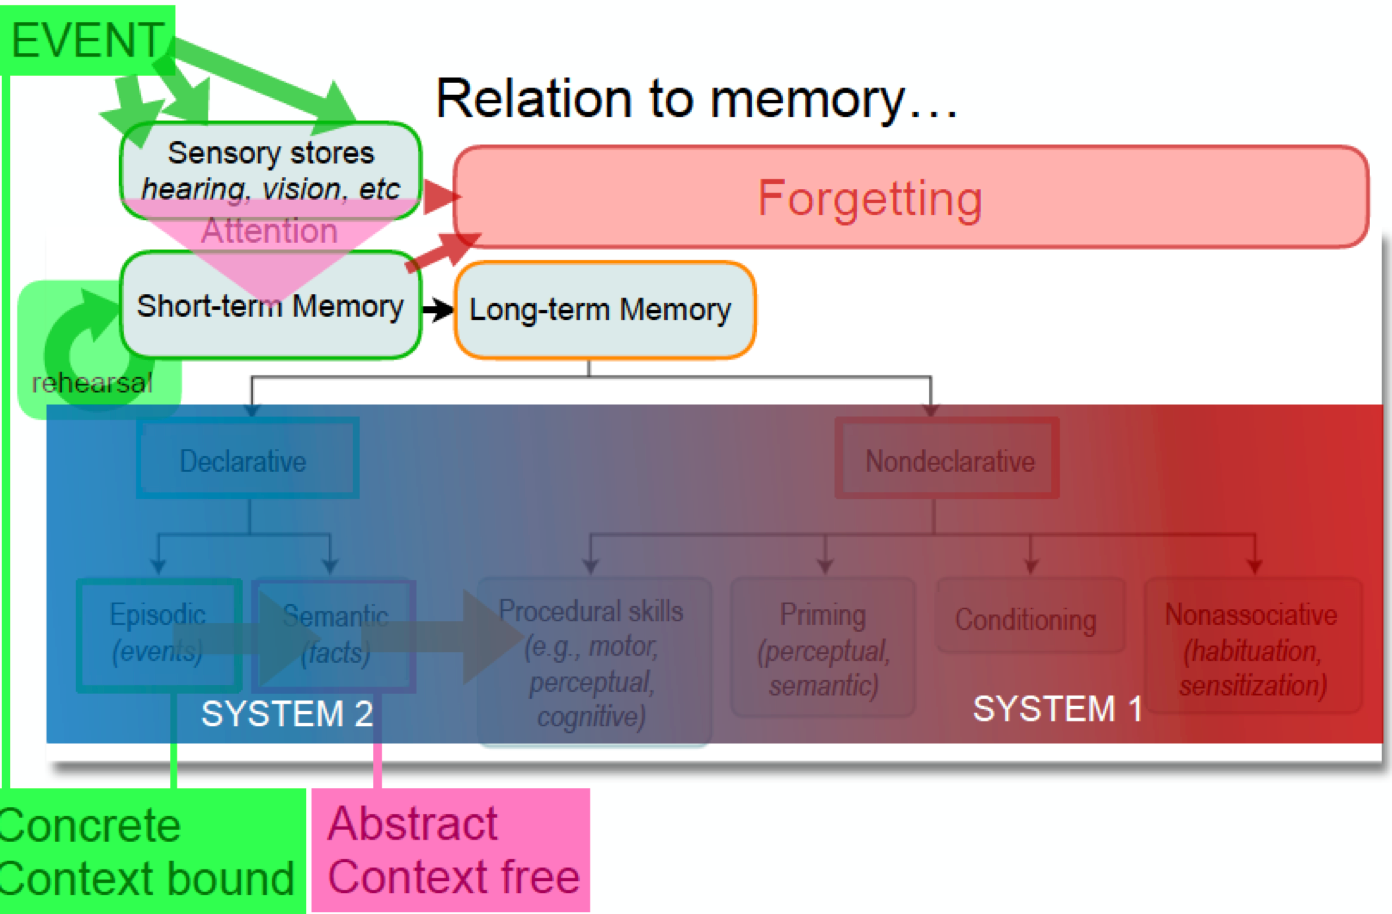 EVENT
Relation to memory…
Sensory stores
hearing, vision, etc
Attention
Forgetting
Short-term Memory
Long-term Memory
rehearsal
Declarative
Nondeclarative
Episodic
(events)
Semantic
(facts)
Procedural skills
(e.g., motor,
perceptual,
cognitive)
Priming
(perceptual,
semantic)
Conditioning
Nonassociative
(habituation,
sensitization)
SYSTEM 2
SYSTEM 1
Concrete
Context bound
Abstract
Context free